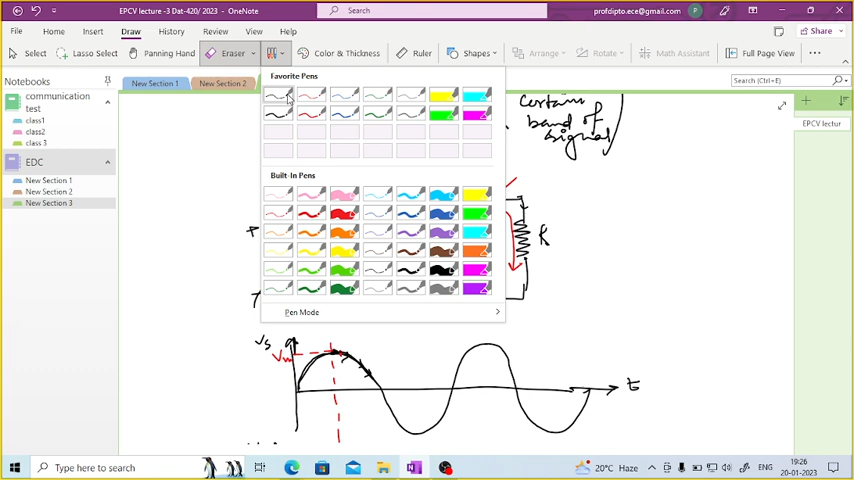 EPCV lecture -3 Dat-420/ 2023 - OneNote
Search
profdipto.ece@gmail.com
P
File Home Insert Draw History Review View Help
Share
Select Lasso Select Panning Hand Eraser Color & Thickness Ruler Shapes Arrange Rotate Math Assistant Full Page View ...
Notebooks
New Section 1 New Section 2
Search (Ctrl+E)
communication test
class1
class2
class 3
EDC
New Section 1
New Section 2
New Section 3
Favorite Pens
Built-In Pens
Pen Mode
EPCV lectur
Certain
band of
signal
+
R
Vs
Vm
t
Type here to search
20°C Haze
ENG
19:26
20-01-2023